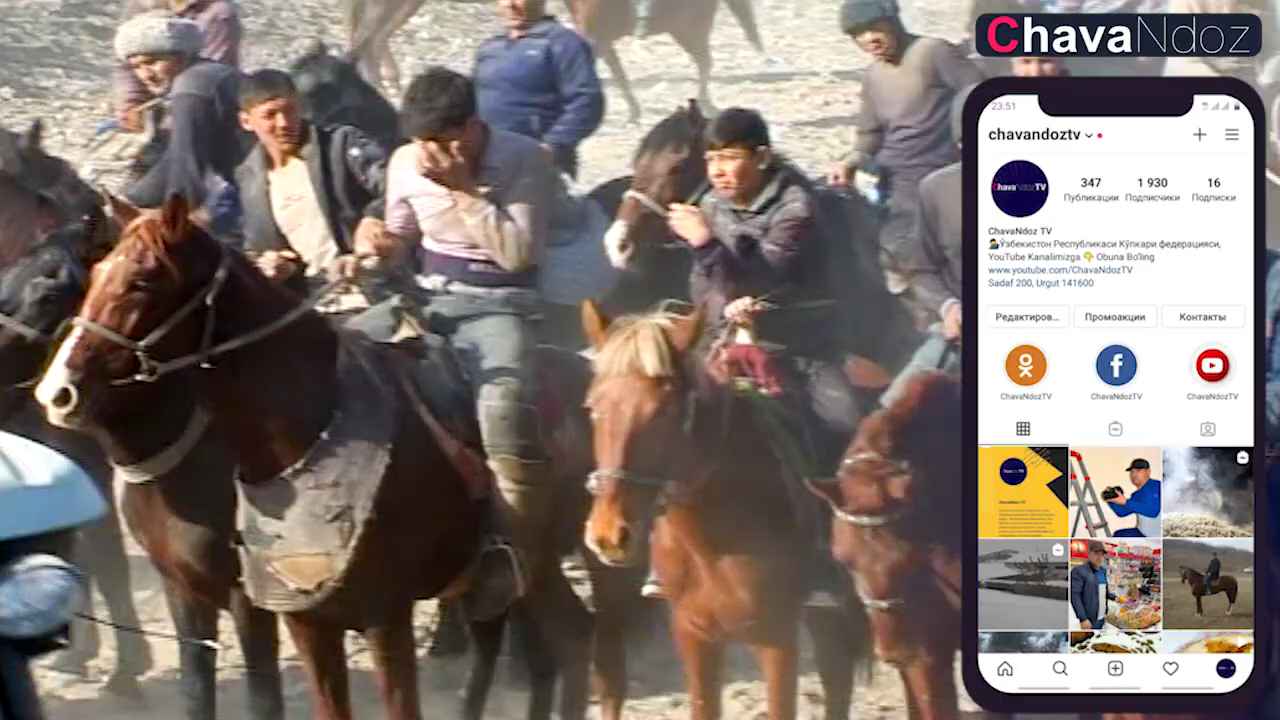 ChavaNdoz
23:51
chavandoztv
347
1 930
16
Публикации
Подписчики
Подписки
ChavaNdozTV
ChavaNdoz TV
Ўзбекистон Республикаси Кўпкари федерацияси,
YouTube Kanalimizga 👇 Obuna Bo'ling
www.youtube.com/ChavaNdozTV
Sadaf 200, Urgut 141600
Редактиров...
Промоакции
Контакты
ChavaNdozTV
ChavaNdozTV
ChavaNdozTV